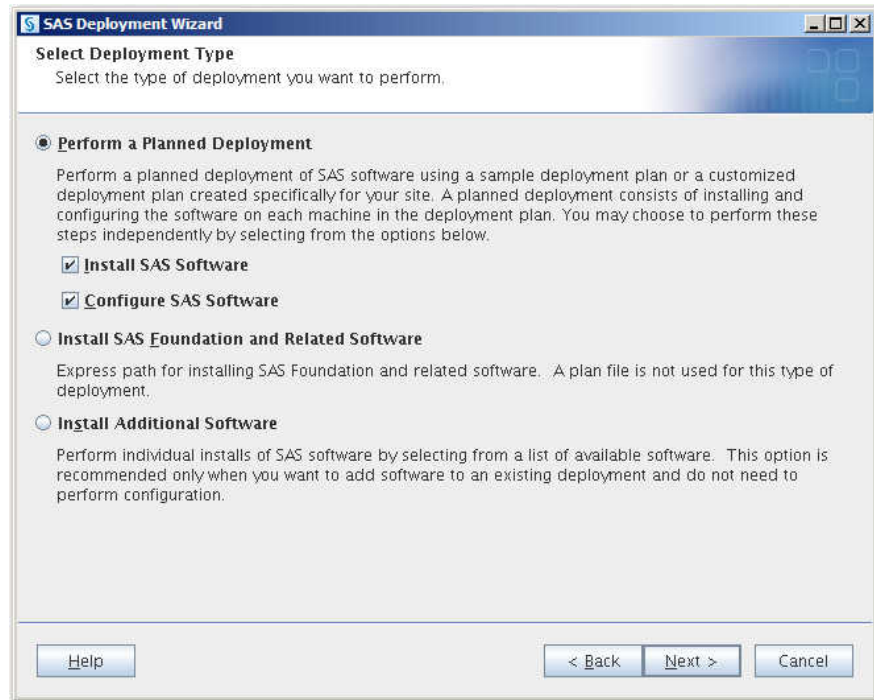 SAS Deployment Wizard
Select Deployment Type
Select the type of deployment you want to perform.
Perform a Planned Deployment
Perform a planned deployment of SAS software using a sample deployment plan or a customized
deployment plan created specifically for your site. A planned deployment consists of installing and
configuring the software on each machine in the deployment plan. You may choose to perform these
steps independently by selecting from the options below.
Install SAS Software
Configure SAS Software
Install SAS Foundation and Related Software
Express path for installing SAS Foundation and related software. A plan file is not used for this type of
deployment.
Install Additional Software
Perform individual installs of SAS software by selecting from a list of available software. This option is
recommended only when you want to add software to an existing deployment and do not need to
perform configuration.
Help
< Back
Next >
Cancel